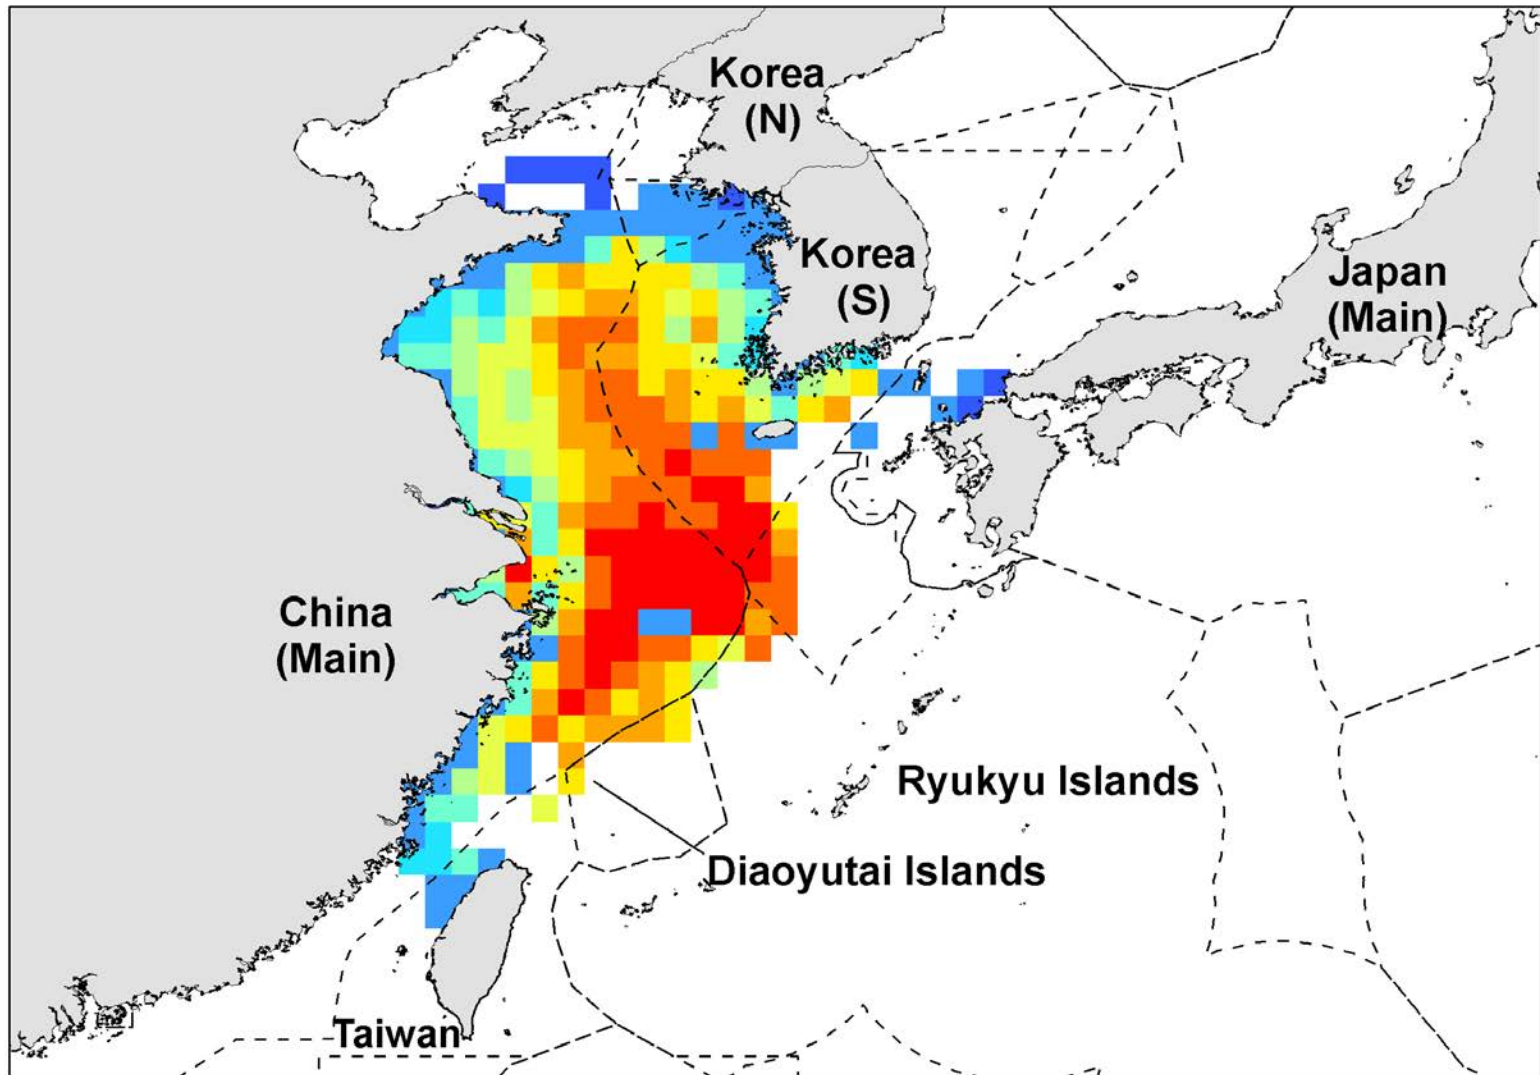 Korea
(N)
Korea
(S)
Japan
(Main)
China
(Main)
Ryukyu Islands
Diaoyutai Islands
Taiwan